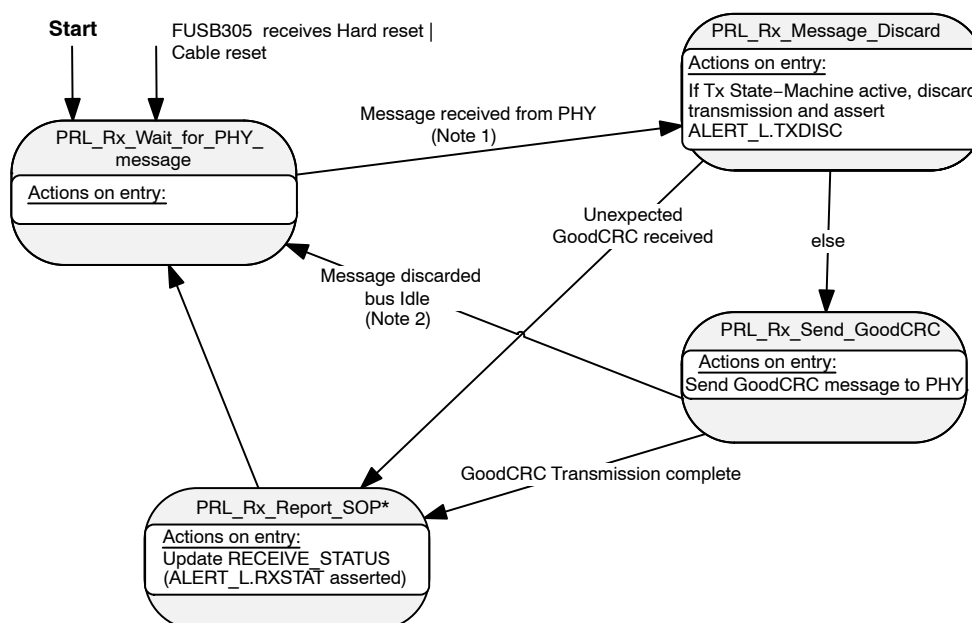 Start
FUSB305 receives Hard reset |
Cable reset
PRL_Rx_Message_Discard
Actions on entry:
If Tx State−Machine active, discard
transmission and assert
ALERT_L.TXDISC
Message received from PHY
(Note 1)
PRL_Rx_Wait_for_PHY_
message
Actions on entry:
Unexpected
GoodCRC received
else
Message discarded
bus Idle
(Note 2)
PRL_Rx_Send_GoodCRC
Actions on entry:
Send GoodCRC message to PHY
GoodCRC Transmission complete
PRL_Rx_Report_SOP*
Actions on entry:
Update RECEIVE_STATUS
(ALERT_L.RXSTAT asserted)